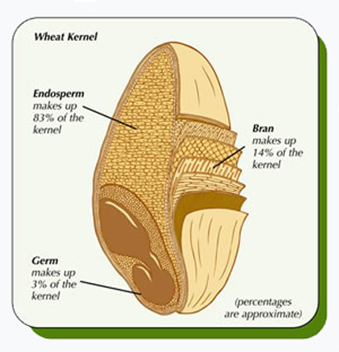 Wheat Kernel
Endosperm
makes up
83% of the
kernel
Bran
makes up
14% of the
kernel
Germ
makes up
3% of the
kernel
(percentages
are approximate)